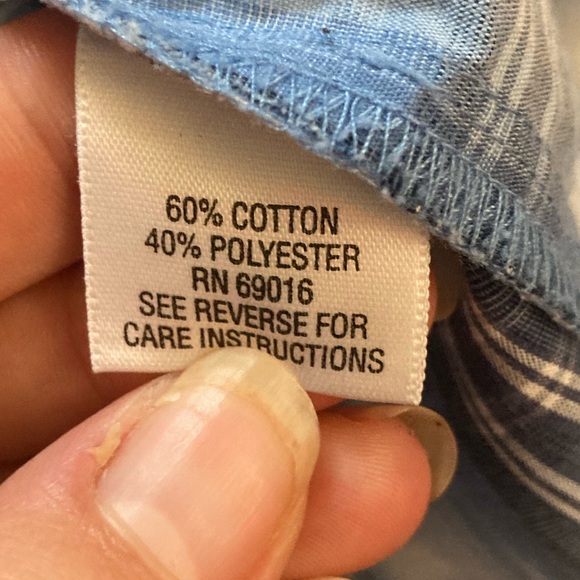 60% COTTON
40% POLYESTER
RN 69016
SEE REVERSE FOR
CARE INSTRUCTIONS